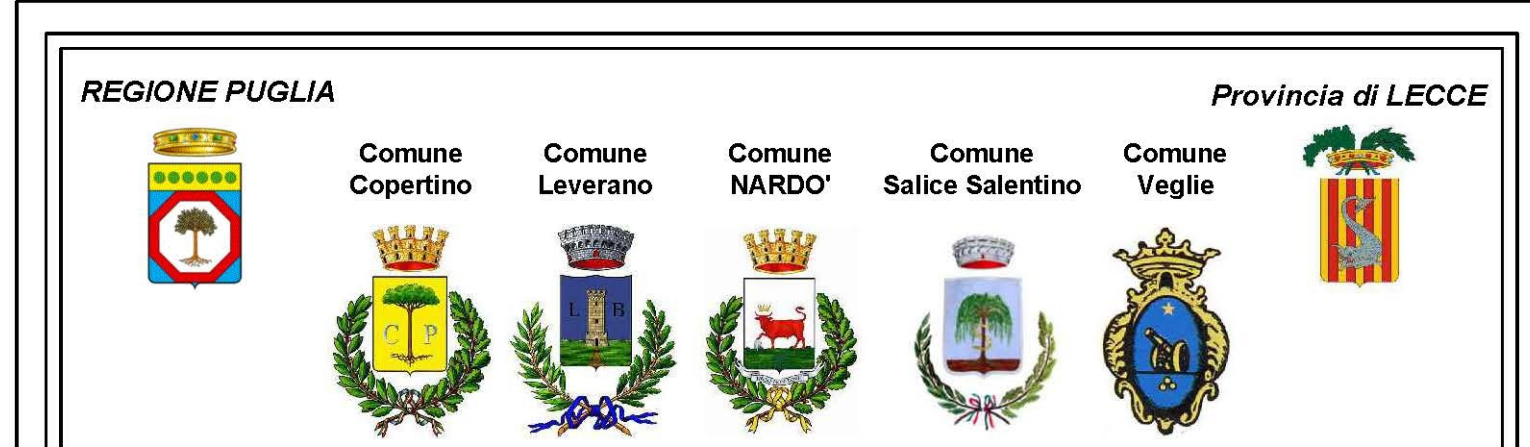 REGIONE PUGLIA
Provincia di LECCE
Comune
Copertino
Comune
Leverano
Comune
NARDO'
Comune
Salice Salentino
Comune
Veglie
C P
L B